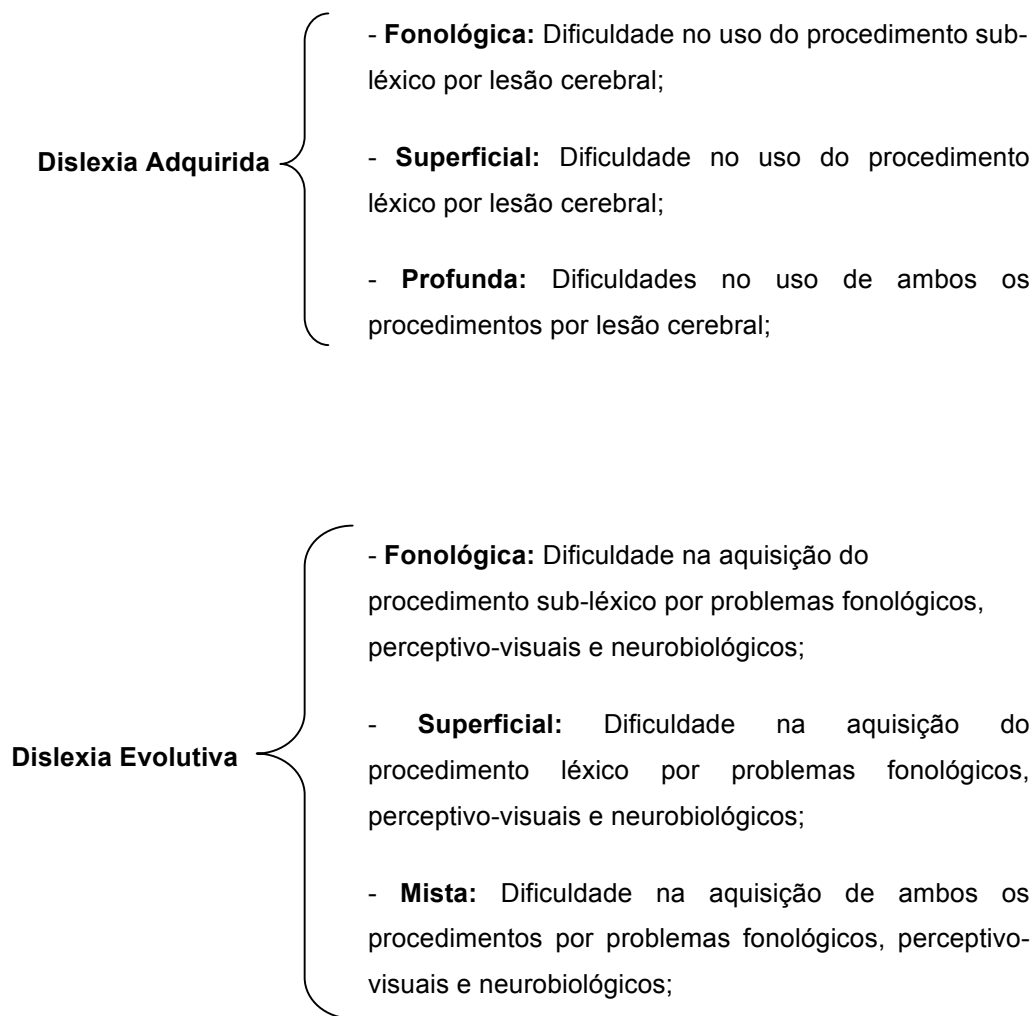 - Fonológica: Dificuldade no uso do procedimento sub-
léxico por lesão cerebral;
Dislexia Adquirida
- Superficial: Dificuldade no uso do procedimento
léxico por lesão cerebral;
- Profunda: Dificuldades no uso de ambos os
procedimentos por lesão cerebral;
- Fonológica: Dificuldade na aquisição do
procedimento sub-léxico por problemas fonológicos,
perceptivo-visuais e neurobiológicos;
- Superficial: Dificuldade na aquisição do
Dislexia Evolutiva
procedimento léxico por problemas fonológicos,
perceptivo-visuais e neurobiológicos;
- Mista: Dificuldade na aquisição de ambos os
procedimentos por problemas fonológicos, perceptivo-
visuais e neurobiológicos;